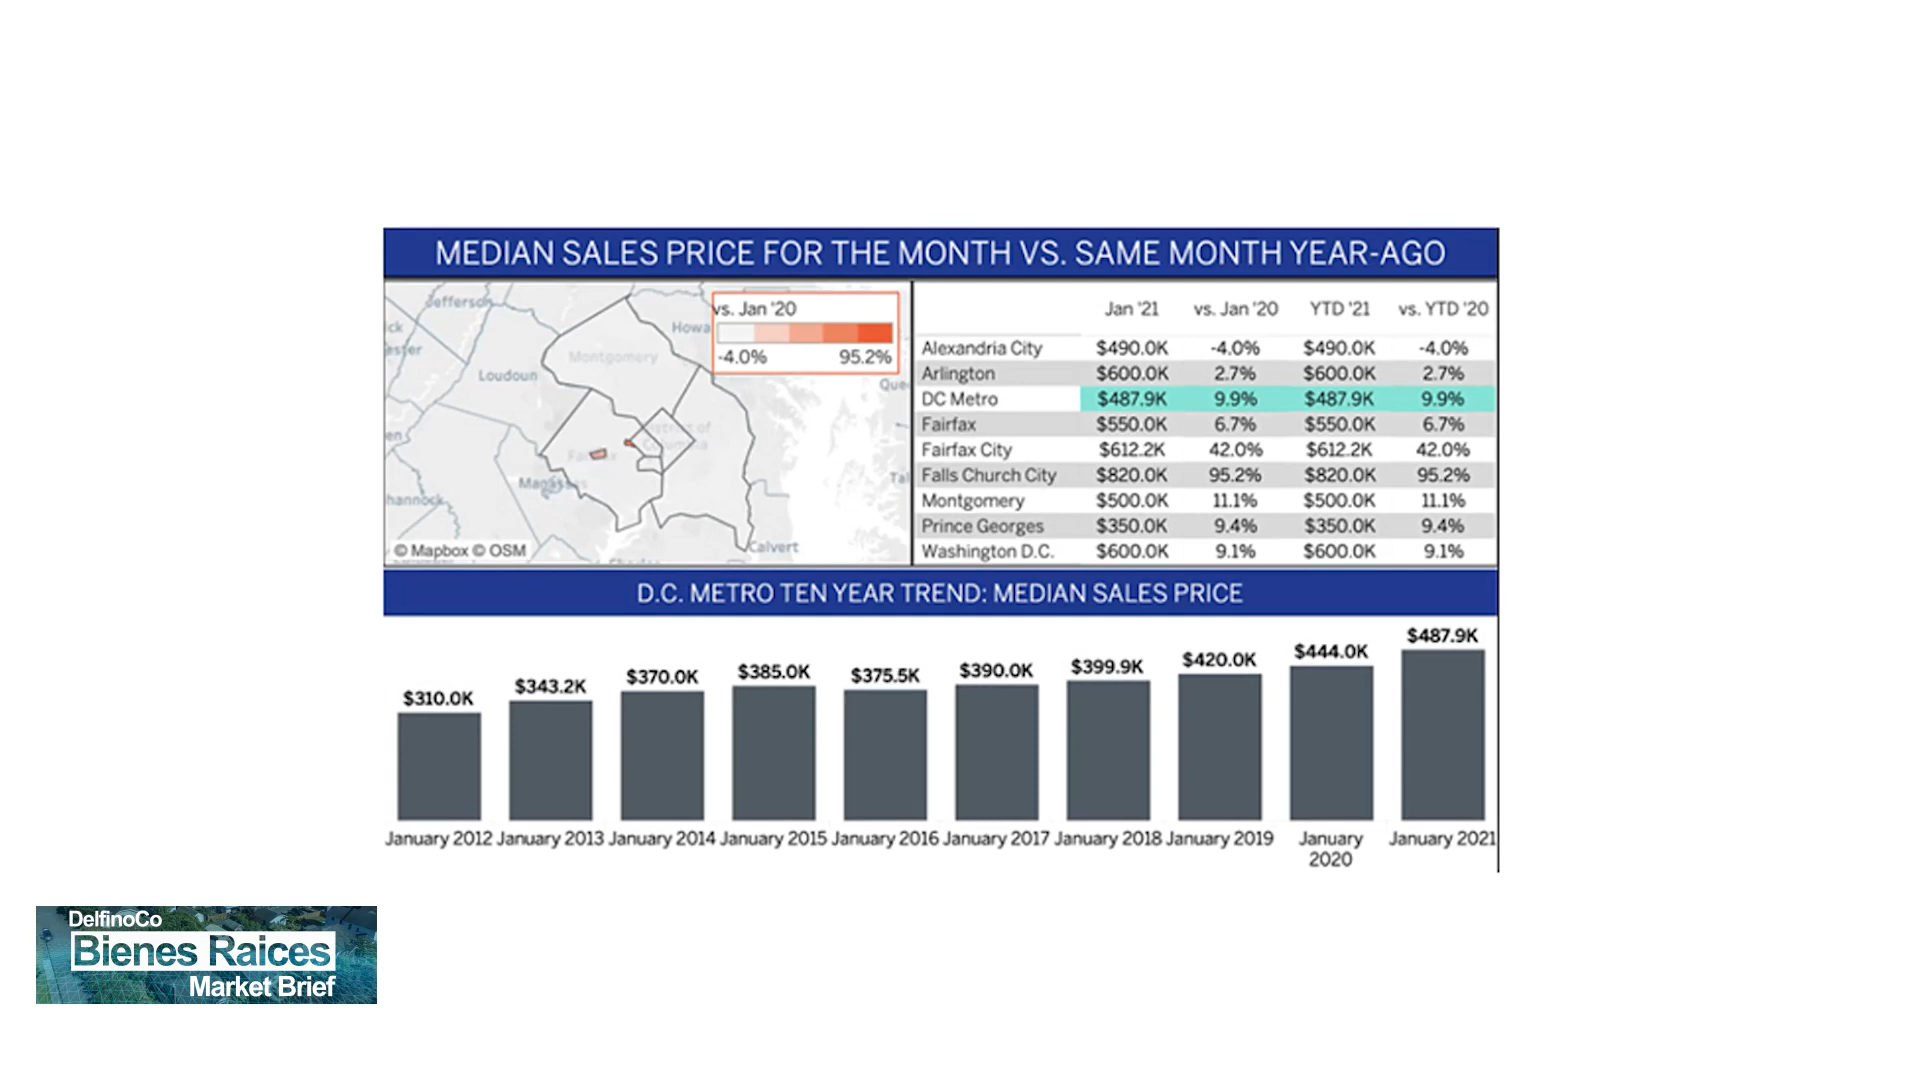 MEDIAN SALES PRICE FOR THE MONTH VS. SAME MONTH YEAR-AGO
Jefferson
Howa
Montgomery
Loudoun
Que
Manassas
hannock
Calvert
© Mapbox © OSM
vs. Jan '20
-4.0% 95.2%
Jan '21 vs. Jan '20 YTD '21 vs. YTD '20
Alexandria City $490.0K -4.0% $490.0K -4.0%
Arlington $600.0K 2.7% $600.0K 2.7%
DC Metro $487.9K 9.9% $487.9K 9.9%
Fairfax $550.0K 6.7% $550.0K 6.7%
Fairfax City $612.2K 42.0% $612.2K 42.0%
Falls Church City $820.0K 95.2% $820.0K 95.2%
Montgomery $500.0K 11.1% $500.0K 11.1%
Prince Georges $350.0K 9.4% $350.0K 9.4%
Washington D.C. $600.0K 9.1% $600.0K 9.1%
D.C. METRO TEN YEAR TREND: MEDIAN SALES PRICE
$310.0K $343.2K $370.0K $385.0K $375.5K $390.0K $399.9K $420.0K $444.0K $487.9K
January 2012 January 2013 January 2014 January 2015 January 2016 January 2017 January 2018 January 2019 January 2020 January 2021
DelfinoCo
Bienes Raices
Market Brief